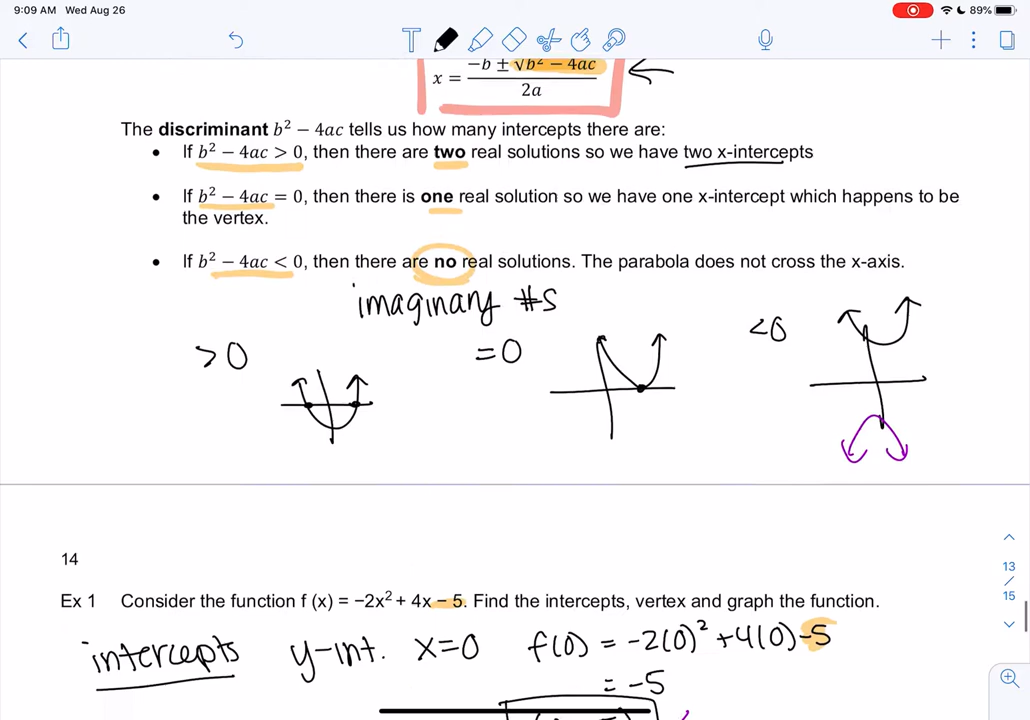 9:09 AM Wed Aug 26
89%
x = −b ± √b² − 4ac / 2a
The discriminant b² − 4ac tells us how many intercepts there are:
• If b² − 4ac > 0, then there are two real solutions so we have two x-intercepts
• If b² − 4ac = 0, then there is one real solution so we have one x-intercept which happens to be
the vertex.
• If b² − 4ac < 0, then there are no real solutions. The parabola does not cross the x-axis.
imaginary #s
>0
=0
<0
14
13
/
15
Ex 1 Consider the function f (x) = −2x² + 4x − 5. Find the intercepts, vertex and graph the function.
intercepts y-int. x=0 f(0) = -2(0)² +4(0)-5
= -5